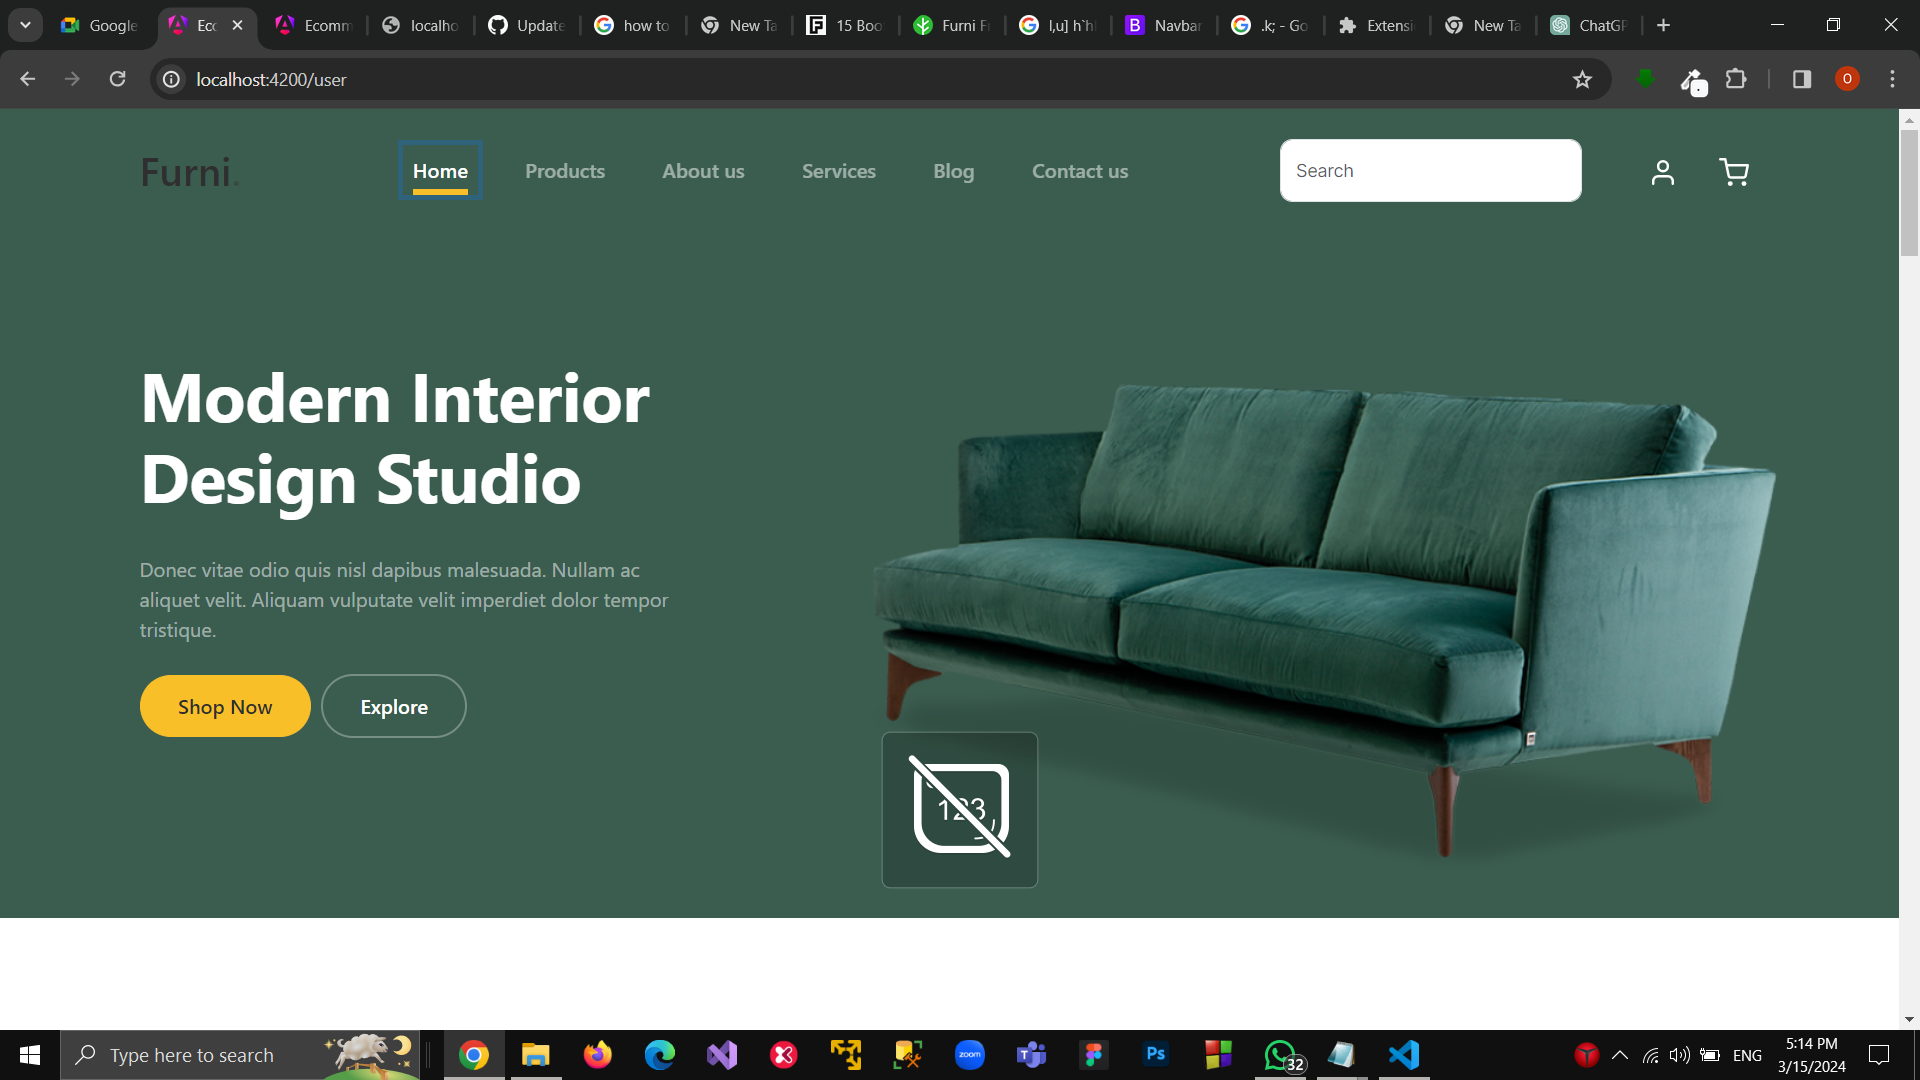 Google
Ecc
Ecomm
localho
Update
how to
New Ta
15 Boo
Furni F
l,u] h`h
Navbar
.k; - Go
Extensi
New Ta
ChatGP
localhost:4200/user
O
Furni.
Home
Products
About us
Services
Blog
Contact us
Search
Modern Interior
Design Studio
Donec vitae odio quis nisl dapibus malesuada. Nullam ac
aliquet velit. Aliquam vulputate velit imperdiet dolor tempor
tristique.
Shop Now
Explore
123
Type here to search
zoom
Ps
32
ENG
5:14 PM
3/15/2024